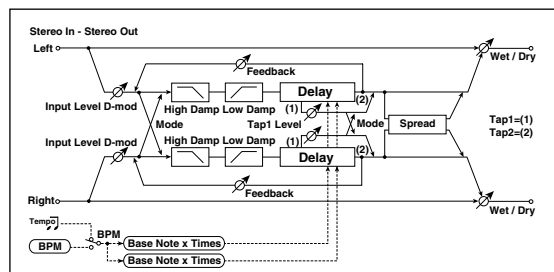 Stereo In - Stereo Out
Left
Wet / Dry
Feedback
High Damp Low Damp
Delay
(2)
(1)
Input Level D-mod
Mode
Tap1 Level
Mode
Spread
Tap1=(1)
Tap2=(2)
Input Level D-mod
(1)
(2)
High Damp Low Damp
Delay
Feedback
Right
Wet / Dry
Tempo
BPM
BPM
Base Note x Times
Base Note x Times